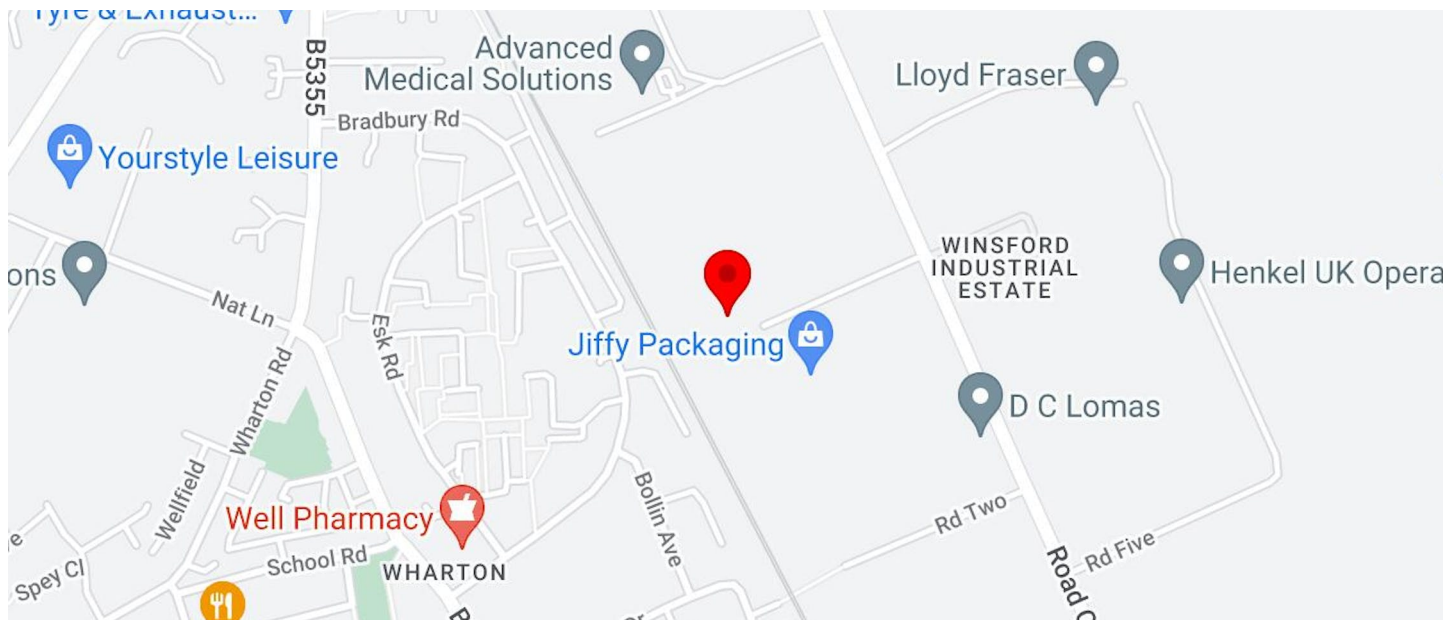 Tyre & Exhaust...
B5355
Advanced
Medical Solutions
Lloyd Fraser
Bradbury Rd
Yourstyle Leisure
WINSFORD
INDUSTRIAL
ESTATE
ons
Henkel UK Opera
Nat Ln
Esk Rd
Jiffy Packaging
Wharton Rd
D C Lomas
Wellfield
Bollin Ave
Well Pharmacy
Rd Two
School Rd
Rd Five
WHARTON
Spey Cl
Road O